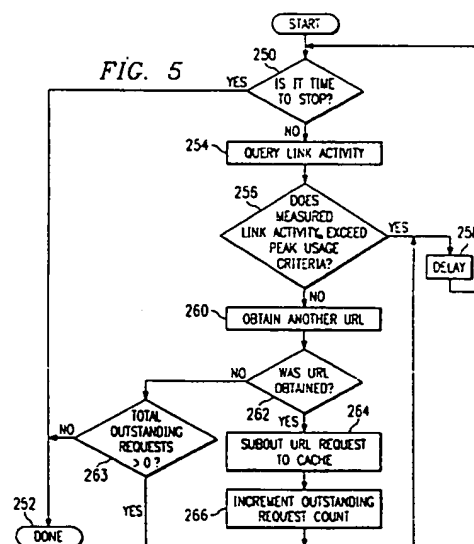 START
FIG. 5
250
YES
IS IT TIME
TO STOP?
NO
254
QUERY LINK ACTIVITY
256
DOES
MEASURED
LINK ACTIVITY EXCEED
PEAK USAGE
CRITERIA?
YES
258
DELAY
NO
260
OBTAIN ANOTHER URL
NO
WAS URL
OBTAINED?
262
YES
264
NO
TOTAL
OUTSTANDING
REQUESTS
> 0?
263
SUBOUT URL REQUEST
TO CACHE
252
DONE
YES
266
INCREMENT OUTSTANDING
REQUEST COUNT